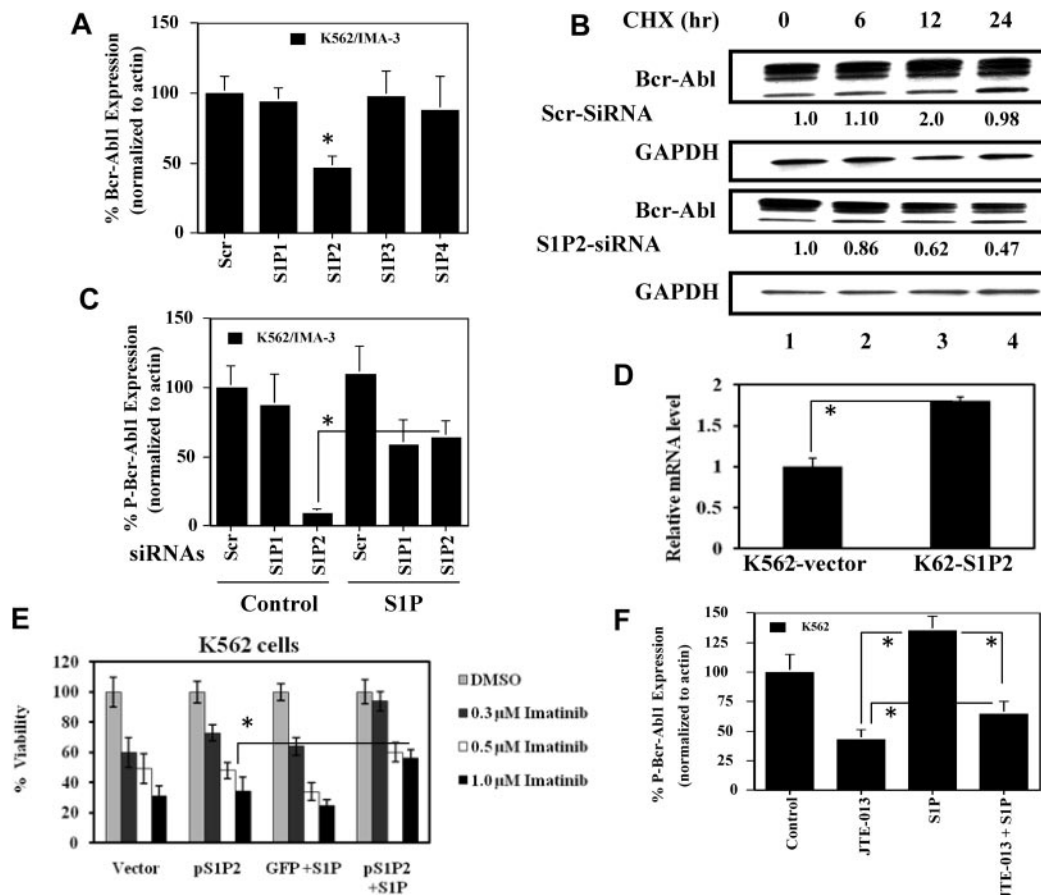 A
K562/IMA-3
% Bcr-Abl1 Expression
(normalized to actin)
150
100
50
0
Scr
S1P1
S1P2
S1P3
S1P4
*
B
CHX (hr) 0 6 12 24
Bcr-Abl
Scr-SiRNA 1.0 1.10 2.0 0.98
GAPDH
Bcr-Abl
S1P2-siRNA 1.0 0.86 0.62 0.47
GAPDH
1 2 3 4
C
K562/IMA-3
% P-Bcr-Abl1 Expression
(normalized to actin)
150
100
50
0
*
siRNAs Scr S1P1 S1P2 Scr S1P1 S1P2
Control S1P
D
Relative mRNA level
2
1.5
1
0.5
0
*
K562-vector K62-S1P2
E
K562 cells
% Viability
120
100
80
60
40
20
0
*
DMSO
0.3 µM Imatinib
0.5 µM Imatinib
1.0 µM Imatinib
Vector pS1P2 GFP +S1P pS1P2
+S1P
F
K562
% P-Bcr-Abl1 Expression
(normalized to actin)
150
125
100
75
50
25
0
* *
*
Control
JTE-013
S1P
JTE-013 + S1P